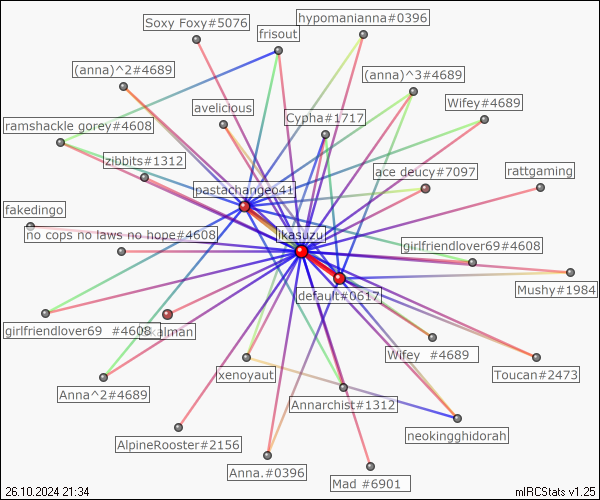 Soxy Foxy#5076
hypomanianna#0396
frisout
(anna)^2#4689
(anna)^3#4689
avelicious
Wifey#4689
Cypha#1717
ramshackle gorey#4608
zibbits#1312
ace deucy#7097
rattgaming
pastachangeo41
fakedingo
no cops no laws no hope#4608
ikasuzu
girlfriendlover69#4608
Mushy#1984
default#0617
girlfriendlover69 #4608
kalman
Wifey #4689
xenoyaut
Toucan#2473
Anna^2#4689
Annarchist#1312
neokingghidorah
AlpineRooster#2156
Anna.#0396
Mad #6901
26.10.2024 21:34
mIRCStats v1.25